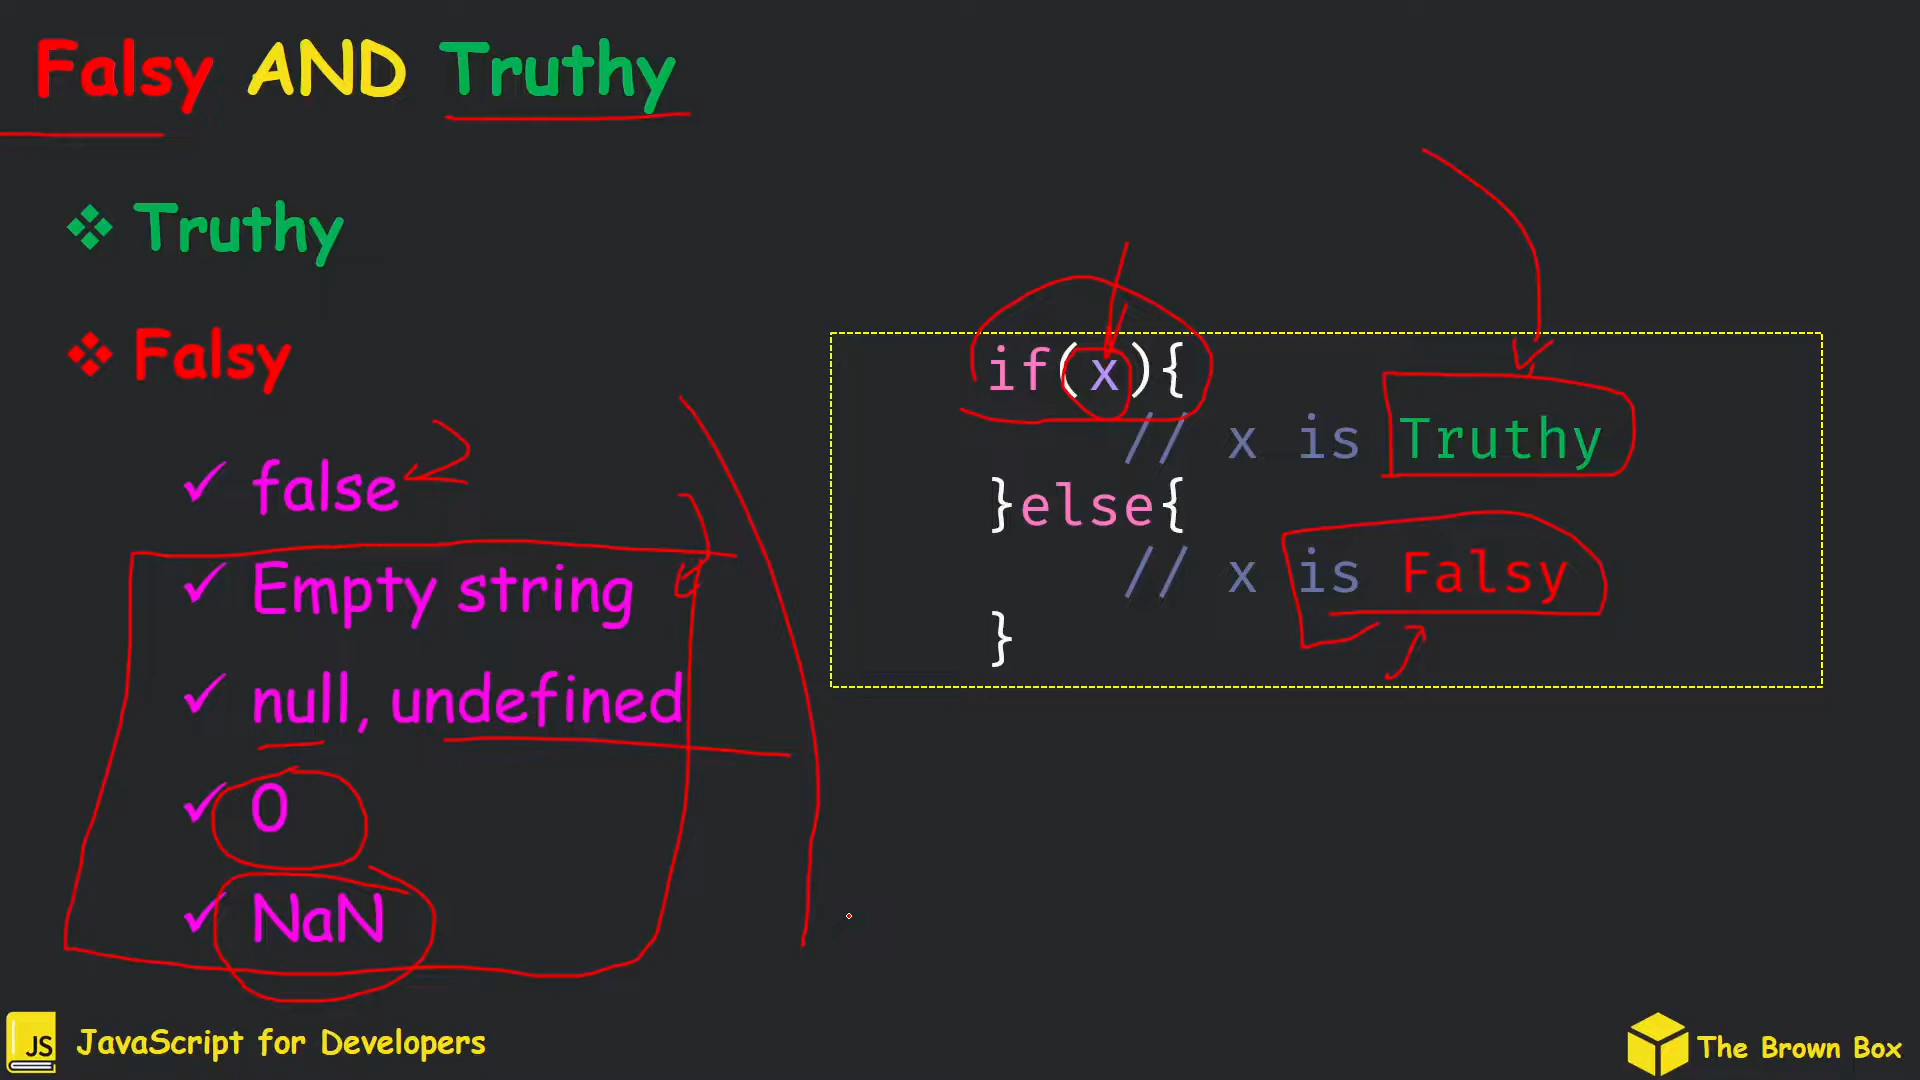 Falsy AND Truthy
Truthy
Falsy
false
Empty string
null, undefined
0
NaN
if(x){
// x is Truthy
}else{
// x is Falsy
}
JS JavaScript for Developers
The Brown Box